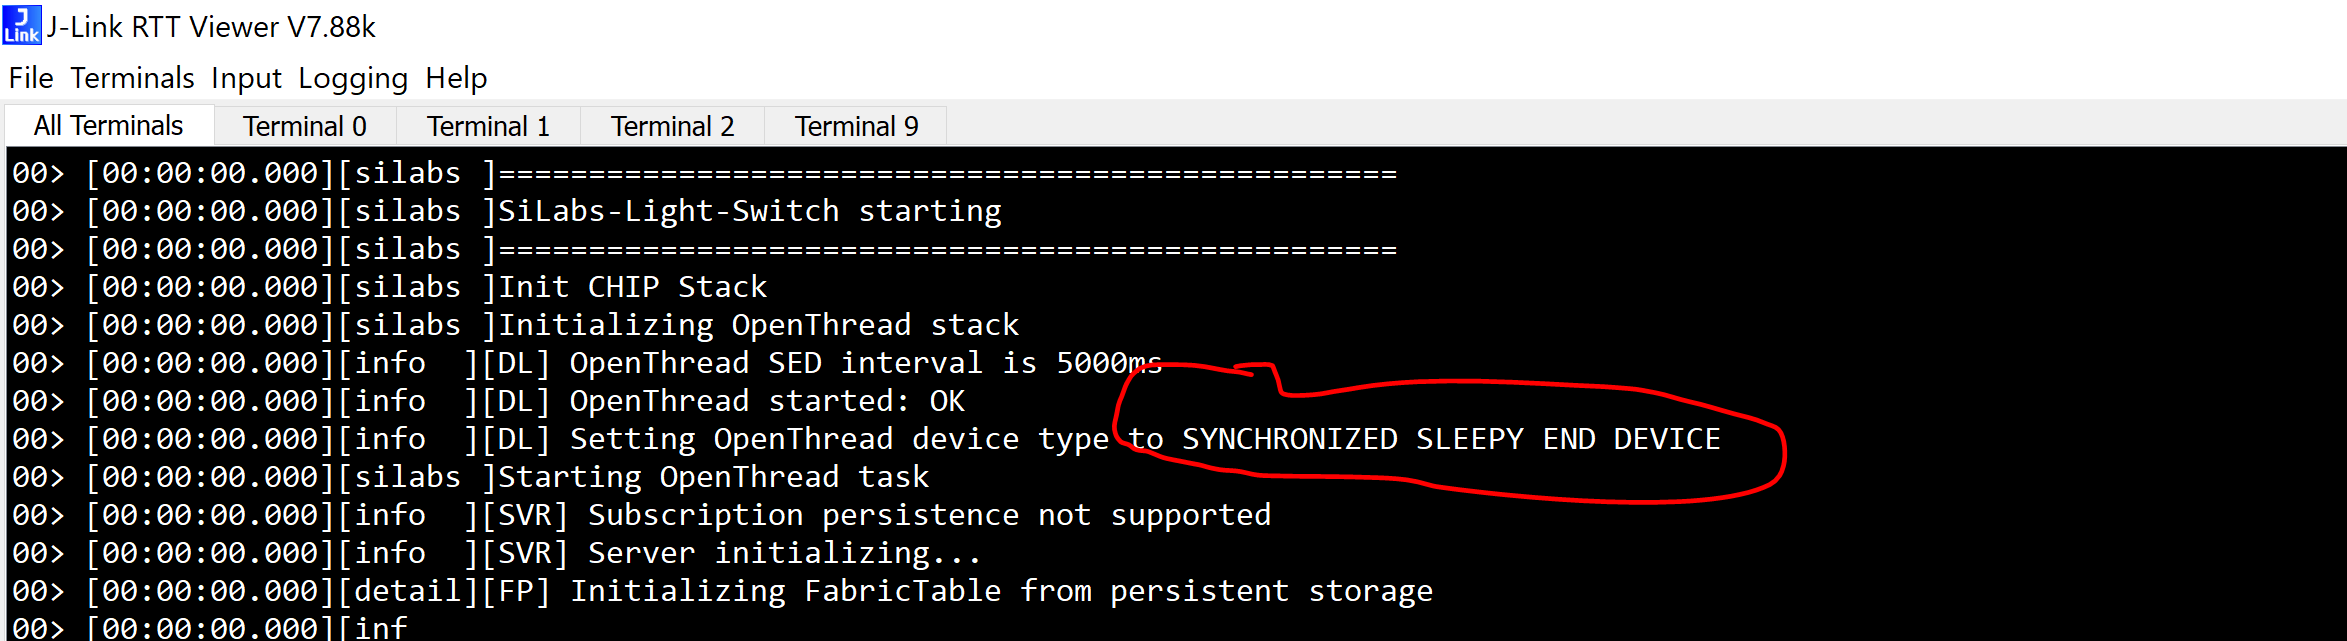 J Link J-Link RTT Viewer V7.88k
File Terminals Input Logging Help
All Terminals Terminal 0 Terminal 1 Terminal 2 Terminal 9
00> [00:00:00.000][silabs ]==================================================
00> [00:00:00.000][silabs ]SiLabs-Light-Switch starting
00> [00:00:00.000][silabs ]==================================================
00> [00:00:00.000][silabs ]Init CHIP Stack
00> [00:00:00.000][silabs ]Initializing OpenThread stack
00> [00:00:00.000][info  ][DL] OpenThread SED interval is 5000ms
00> [00:00:00.000][info  ][DL] OpenThread started: OK
00> [00:00:00.000][info  ][DL] Setting OpenThread device type to SYNCHRONIZED SLEEPY END DEVICE
00> [00:00:00.000][silabs ]Starting OpenThread task
00> [00:00:00.000][info  ][SVR] Subscription persistence not supported
00> [00:00:00.000][info  ][SVR] Server initializing...
00> [00:00:00.000][detail][FP] Initializing FabricTable from persistent storage
00> [00:00:00.000][inf